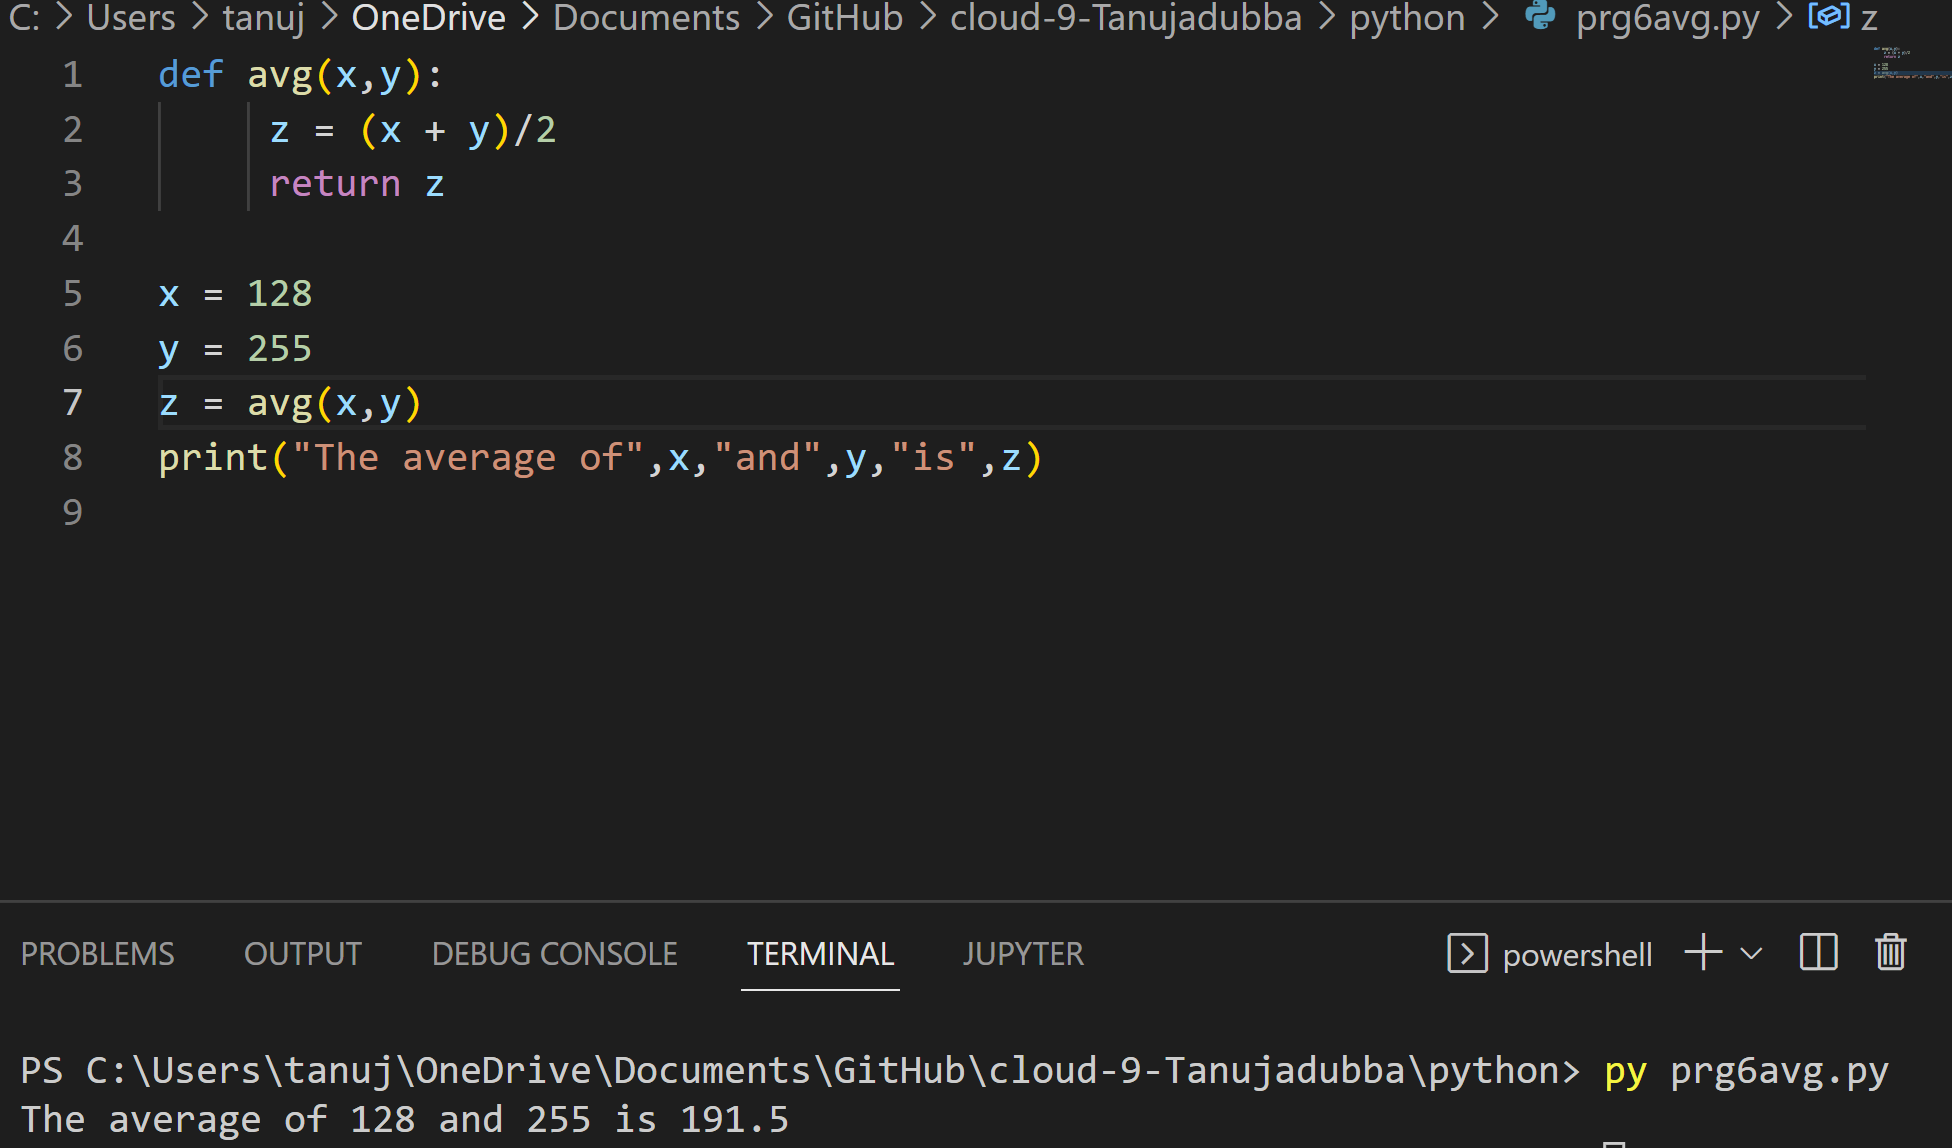 C: > Users > tanuj > OneDrive > Documents > GitHub > cloud-9-Tanujadubba > python > prg6avg.py > z
1 def avg(x,y):
2 z = (x + y)/2
3 return z
4
5 x = 128
6 y = 255
7 z = avg(x,y)
8 print("The average of",x,"and",y,"is",z)
9
PROBLEMS OUTPUT DEBUG CONSOLE TERMINAL JUPYTER powershell
PS C:\Users\tanuj\OneDrive\Documents\GitHub\cloud-9-Tanujadubba\python> py prg6avg.py
The average of 128 and 255 is 191.5